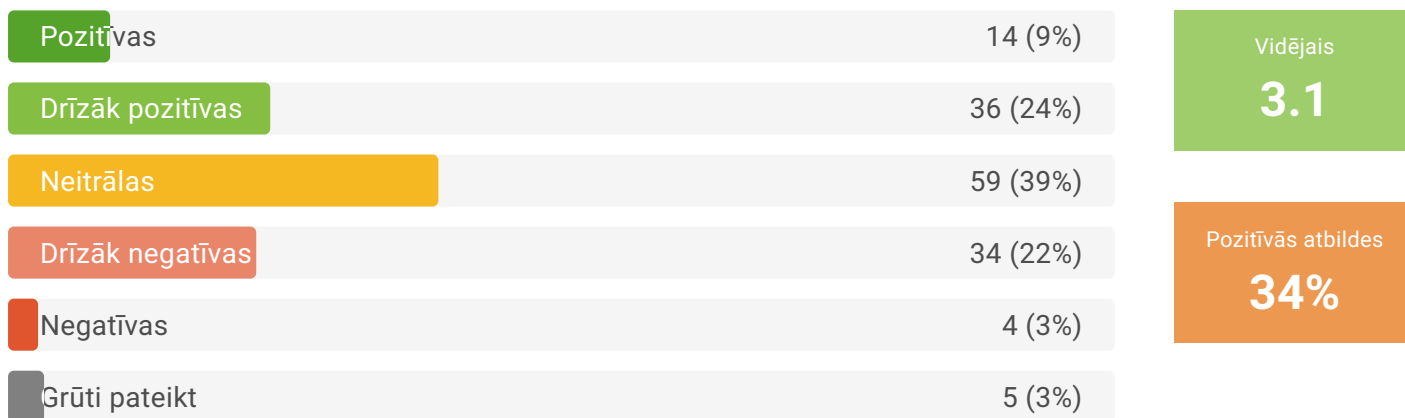 Pozitīvas 14 (9%)
Drīzāk pozitīvas 36 (24%)
Neitrālas 59 (39%)
Drīzāk negatīvas 34 (22%)
Negatīvas 4 (3%)
Grūti pateikt 5 (3%)
Vidējais
3.1
Pozitīvās atbildes
34%